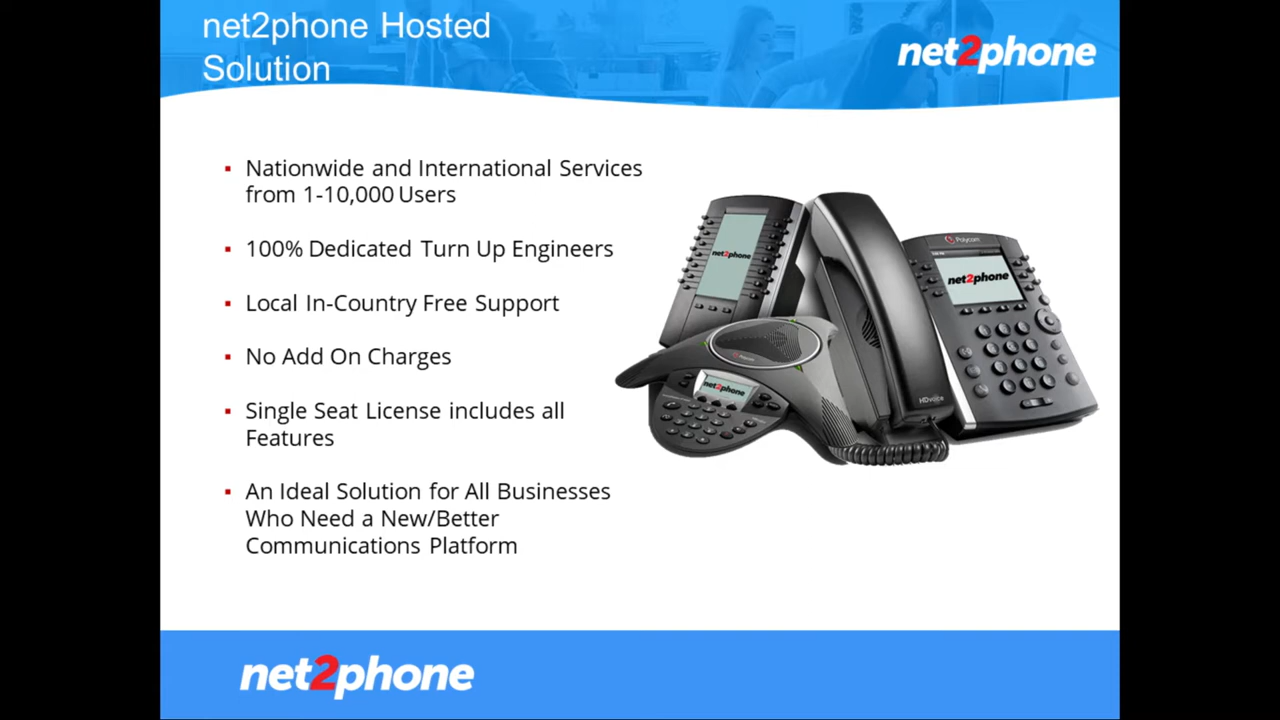 net2phone Hosted
Solution
net2phone
Nationwide and International Services
from 1-10,000 Users
100% Dedicated Turn Up Engineers
Local In-Country Free Support
No Add On Charges
Single Seat License includes all
Features
An Ideal Solution for All Businesses
Who Need a New/Better
Communications Platform
net2phone
Polycom
net2phone
Polycom
net2phone
HDvoice
net2phone